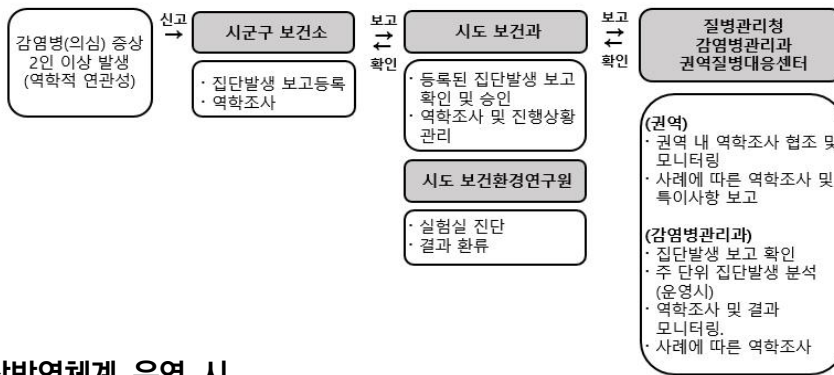 감염병(의심) 증상
2인 이상 발생
(역학적 연관성)
신고
→
시군구 보건소
· 집단발생 보고등록
· 역학조사
보고
→
←
확인
시도 보건과
· 등록된 집단발생 보고
확인 및 승인
· 역학조사 및 진행상황
관리
시도 보건환경연구원
· 실험실 진단
· 결과 환류
보고
→
←
확인
질병관리청
감염병관리과
권역질병대응센터
(권역)
· 권역 내 역학조사 협조 및
모니터링
· 사례에 따른 역학조사 및
특이사항 보고
(감염병관리과)
· 집단발생 보고 확인
· 주 단위 집단발생 분석
(운영시)
· 역학조사 및 결과
모니터링.
· 사례에 따른 역학조사
운영 시